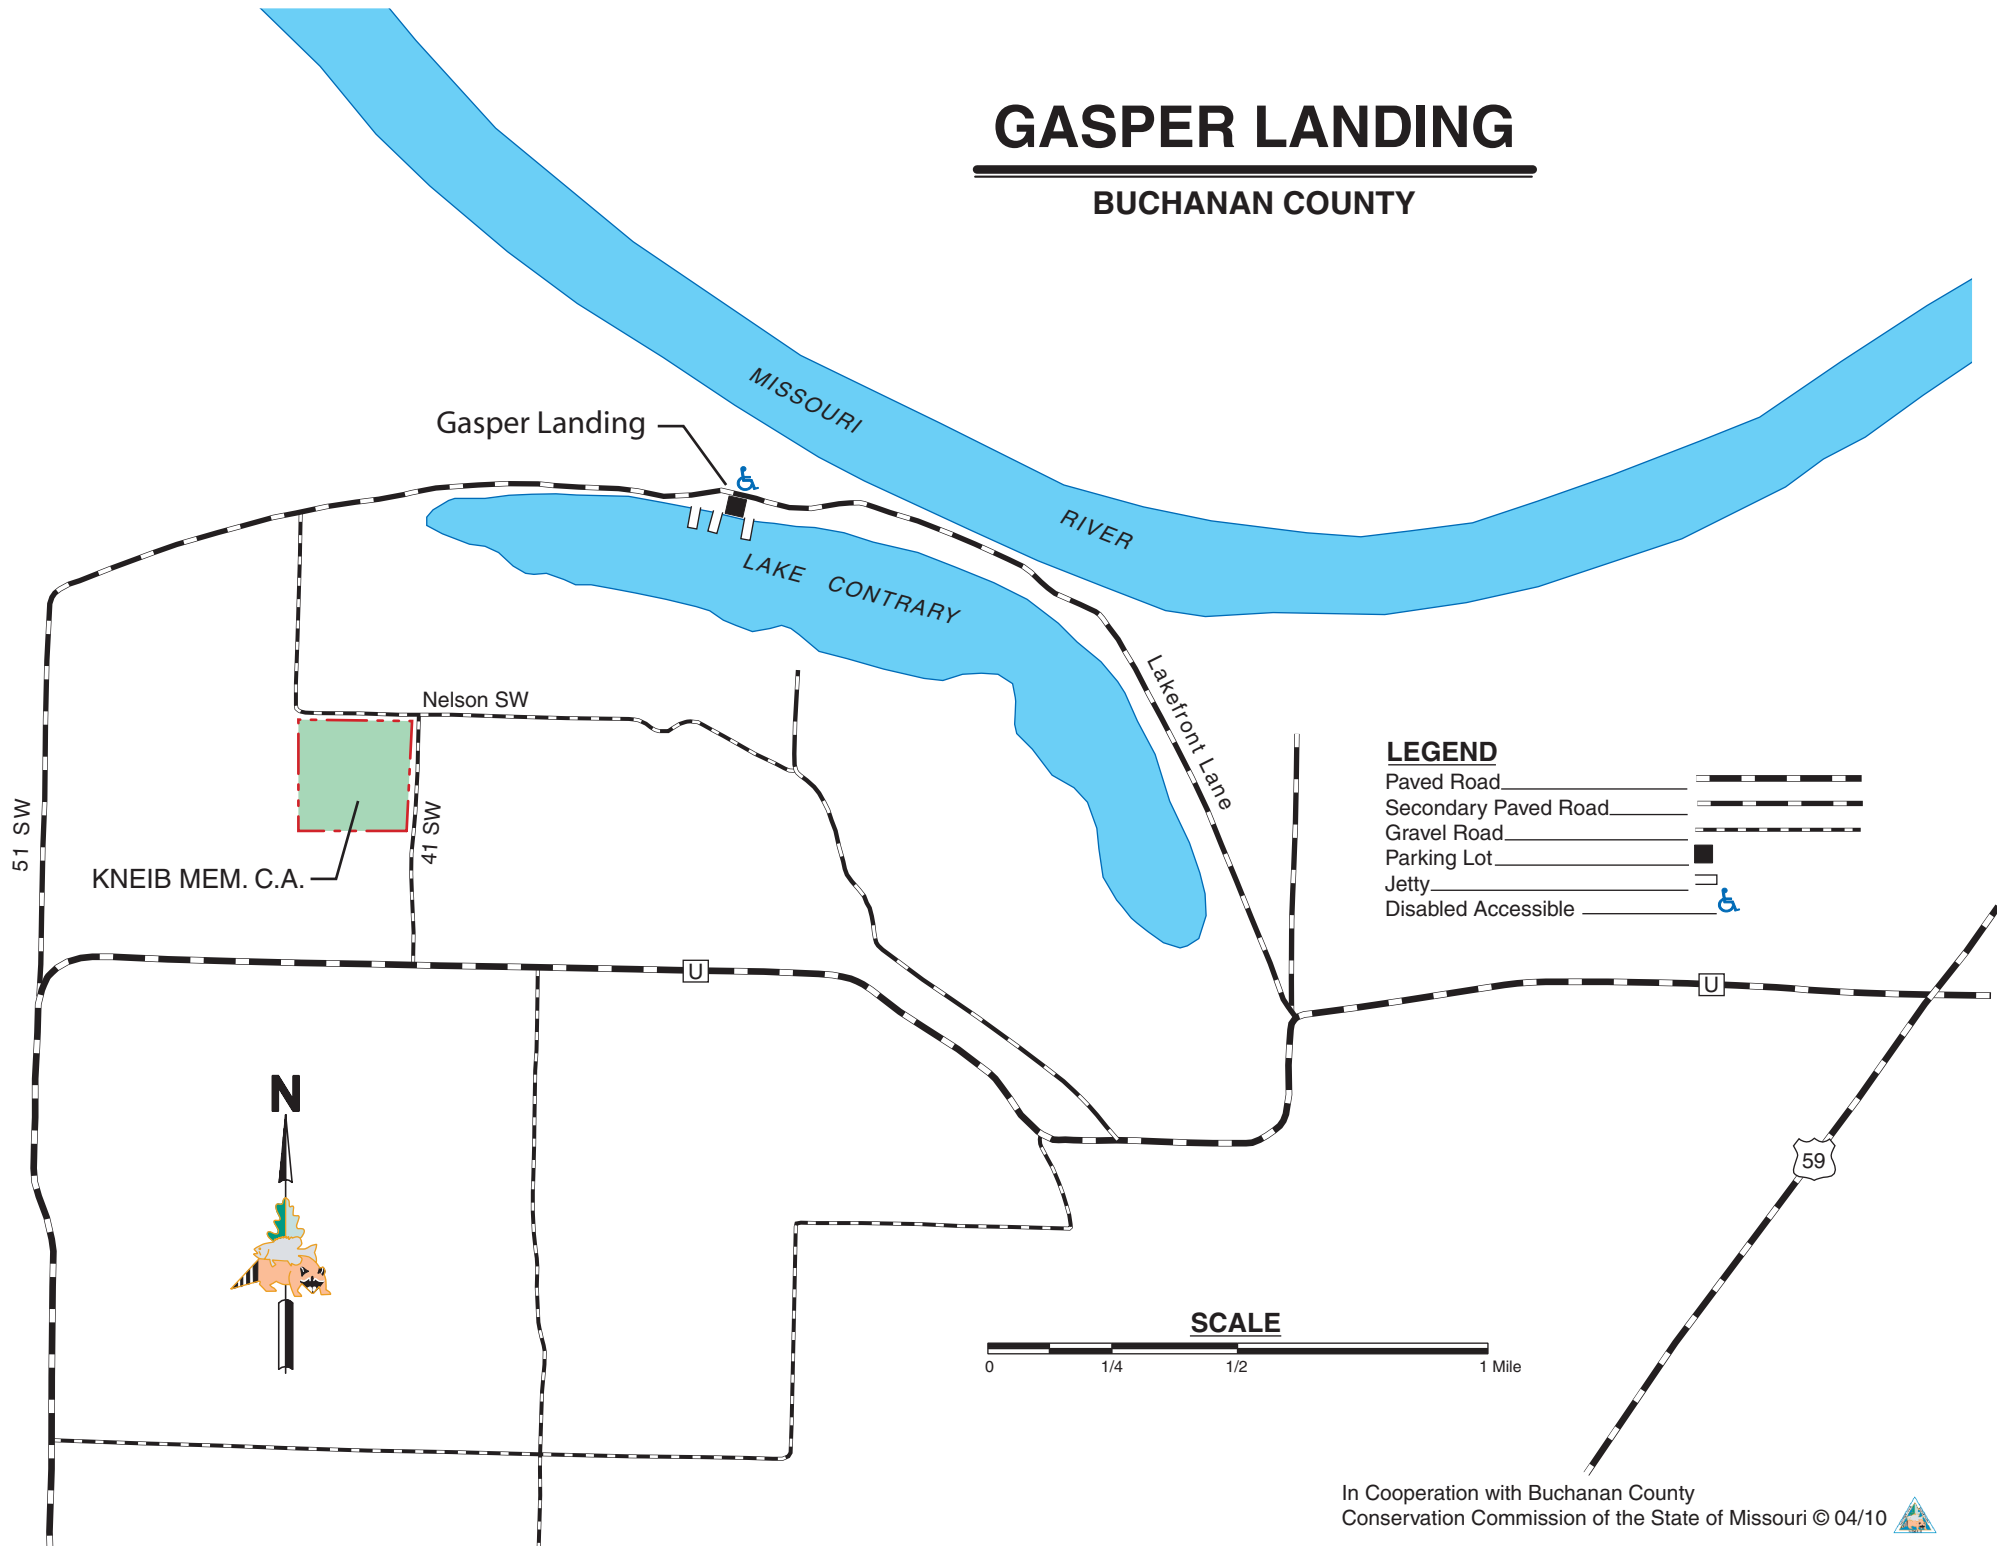 GASPER LANDING
BUCHANAN COUNTY
MISSOURI
RIVER
Gasper Landing
LAKE CONTRARY
Lakefront Lane
Nelson SW
51 SW
41 SW
KNEIB MEM. C.A.
LEGEND
Paved Road
Secondary Paved Road
Gravel Road
Parking Lot
Jetty
Disabled Accessible
U
U
59
N
SCALE
0 1/4 1/2 1 Mile
In Cooperation with Buchanan County
Conservation Commission of the State of Missouri © 04/10